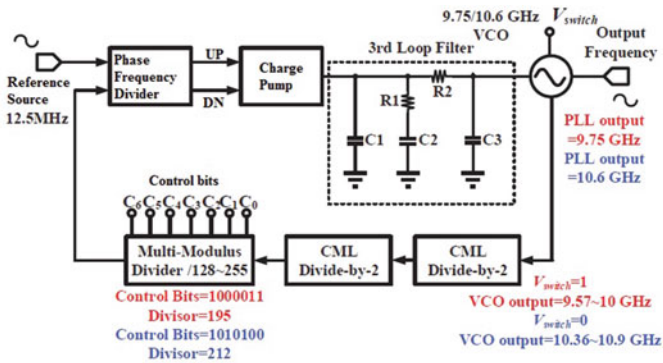 9.75/10.6 GHz
VCO
Vswitch
Output
Frequency
3rd Loop Filter
Reference
Source
12.5MHz
Phase
Frequency
Divider
UP
DN
Charge
Pump
R1
R2
C1
C2
C3
PLL output
=9.75 GHz
PLL output
=10.6 GHz
Control bits
C6 C5 C4 C3 C2 C1 C0
Multi-Modulus
Divider /128~255
CML
Divide-by-2
CML
Divide-by-2
Control Bits=1000011
Divisor=195
Control Bits=1010100
Divisor=212
Vswitch=1
VCO output=9.57~10 GHz
Vswitch=0
VCO output=10.36~10.9 GHz